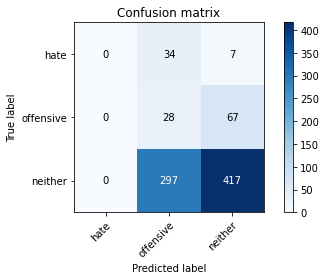 Confusion matrix
True label
hate
offensive
neither
0 34 7
0 28 67
0 297 417
hate
offensive
neither
Predicted label
400
350
300
250
200
150
100
50
0